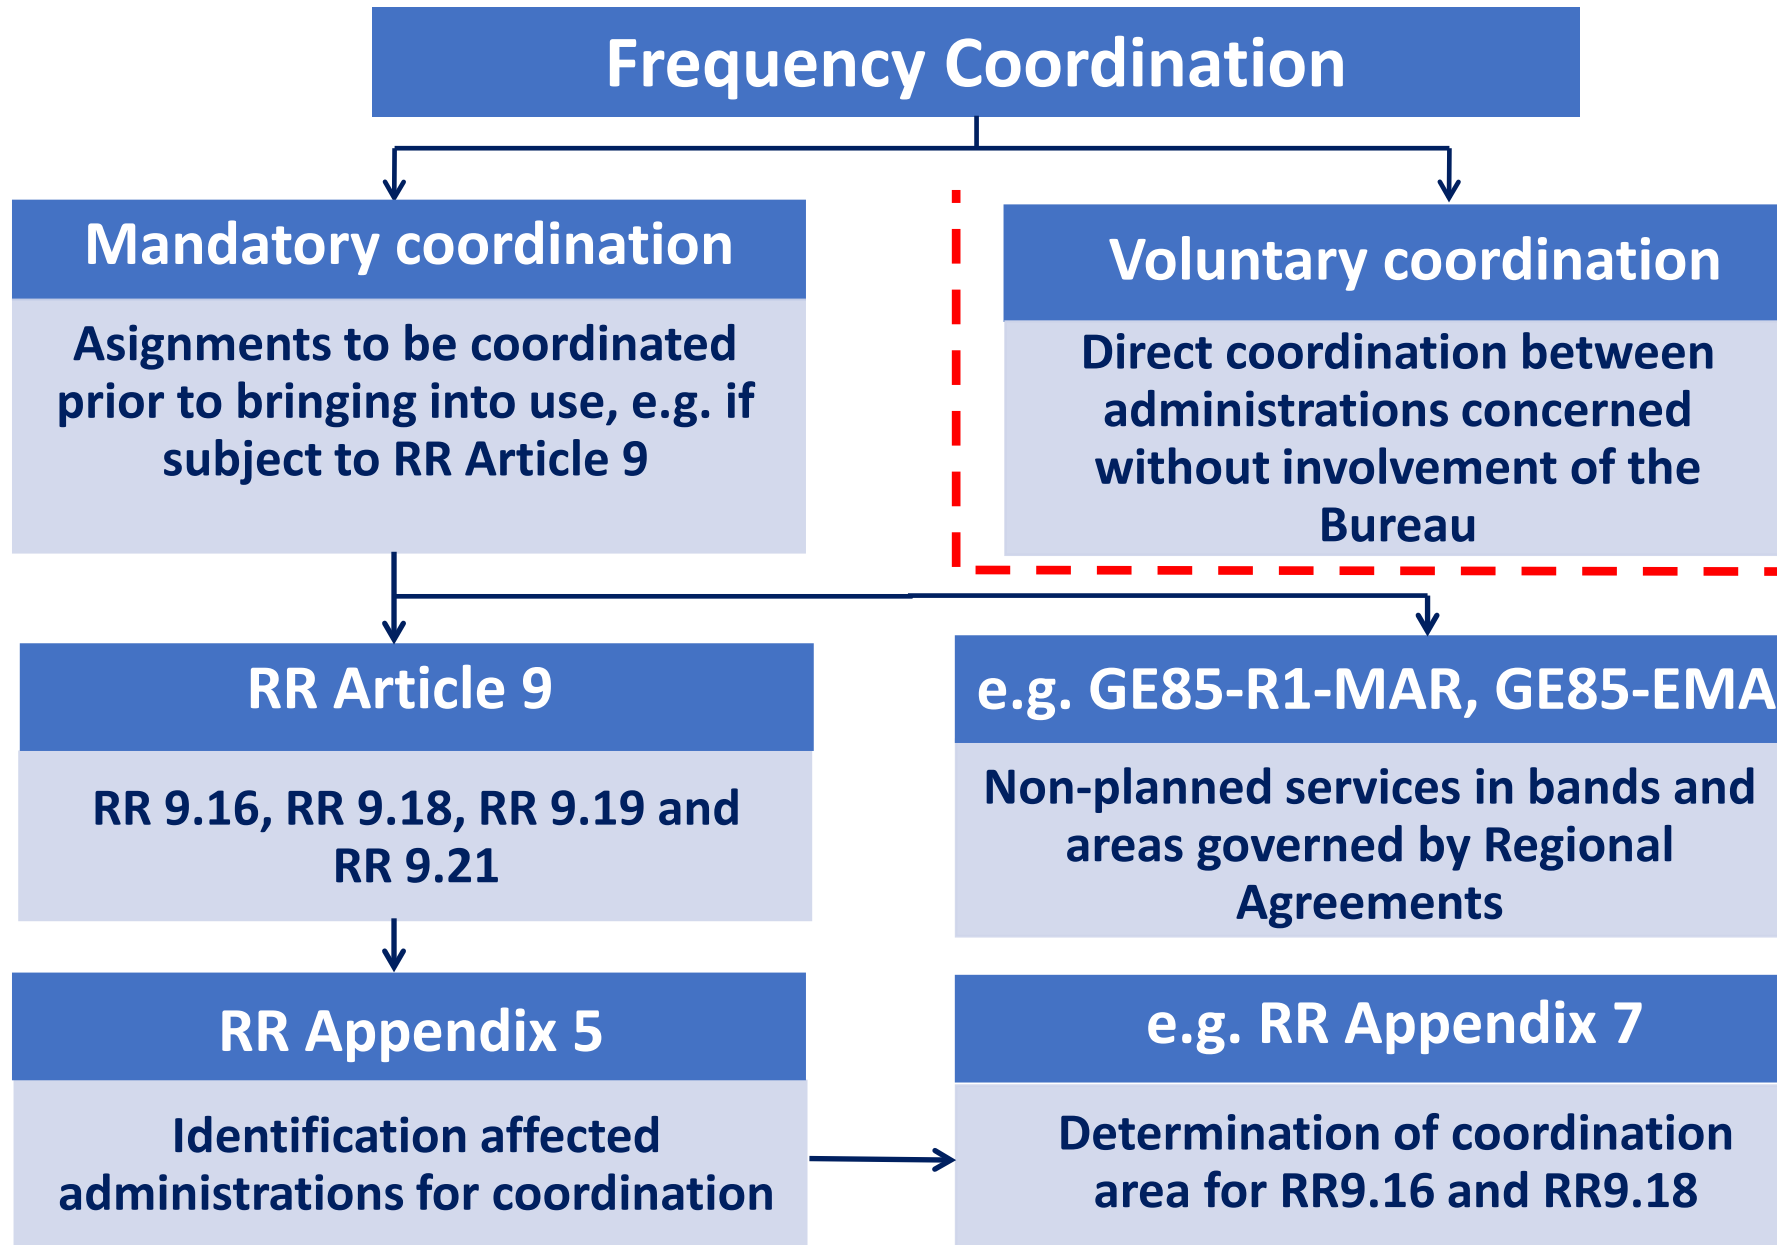 Frequency Coordination
Mandatory coordination
Asignments to be coordinated
prior to bringing into use, e.g. if
subject to RR Article 9
Voluntary coordination
Direct coordination between
administrations concerned
without involvement of the
Bureau
RR Article 9
RR 9.16, RR 9.18, RR 9.19 and
RR 9.21
e.g. GE85-R1-MAR, GE85-EMA
Non-planned services in bands and
areas governed by Regional
Agreements
RR Appendix 5
Identification affected
administrations for coordination
e.g. RR Appendix 7
Determination of coordination
area for RR9.16 and RR9.18